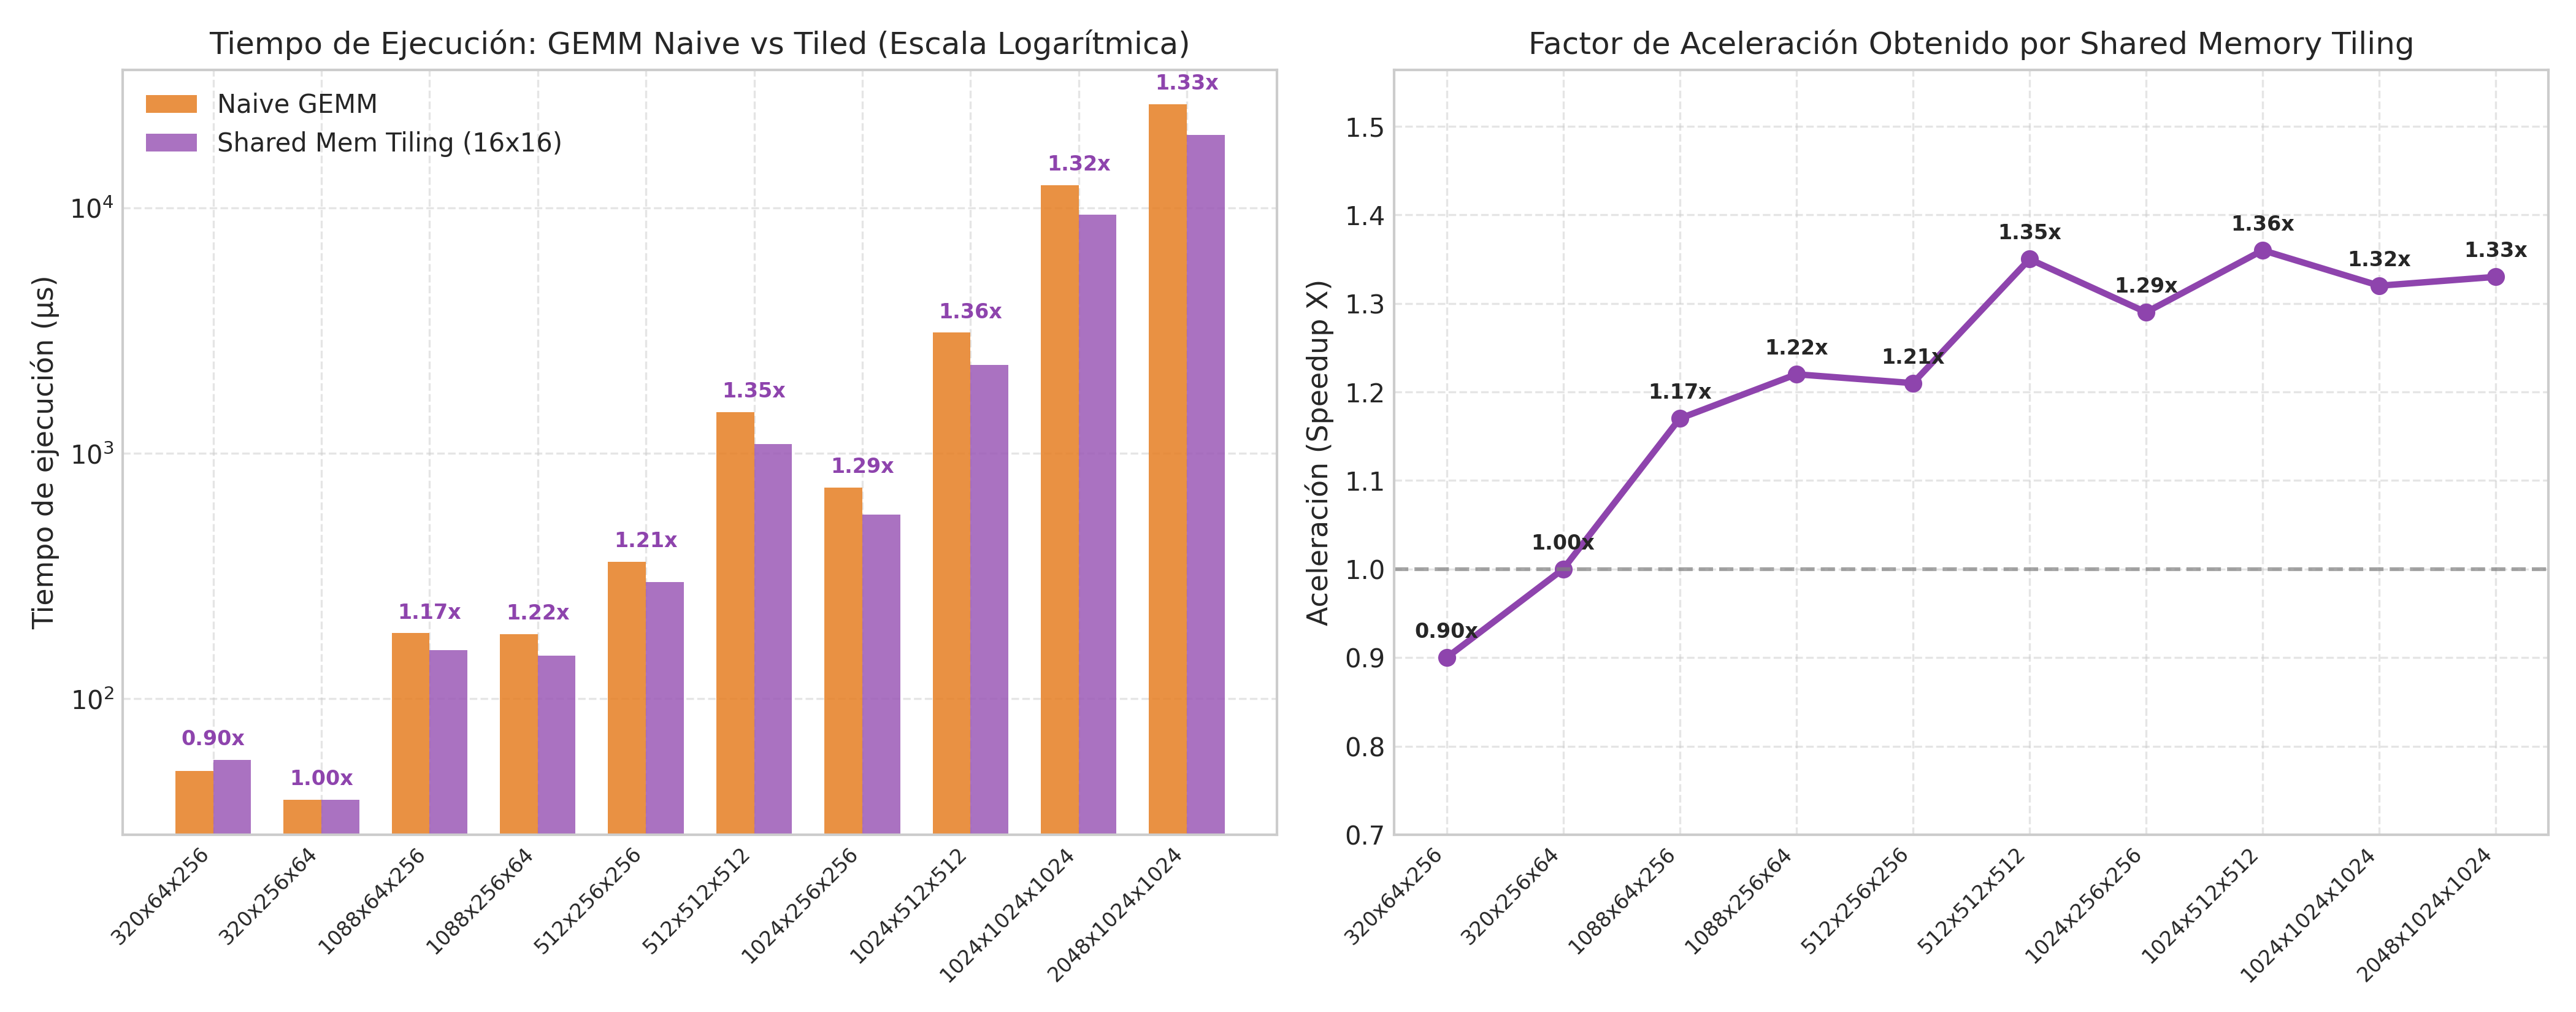 Tiempo de Ejecución: GEMM Naive vs Tiled (Escala Logarítmica)
Naive GEMM
Shared Mem Tiling (16x16)
Tiempo de ejecución (µs)
10⁴
10³
10²
0.90x
1.00x
1.17x
1.22x
1.21x
1.35x
1.29x
1.36x
1.32x
1.33x
320x64x256
320x256x64
1088x64x256
1088x256x64
512x256x256
512x512x512
1024x256x256
1024x512x512
1024x1024x1024
2048x1024x1024
Factor de Aceleración Obtenido por Shared Memory Tiling
Aceleración (Speedup X)
1.5
1.4
1.3
1.2
1.1
1.0
0.9
0.8
0.7
0.90x
1.00x
1.17x
1.22x
1.21x
1.35x
1.29x
1.36x
1.32x
1.33x
320x64x256
320x256x64
1088x64x256
1088x256x64
512x256x256
512x512x512
1024x256x256
1024x512x512
1024x1024x1024
2048x1024x1024